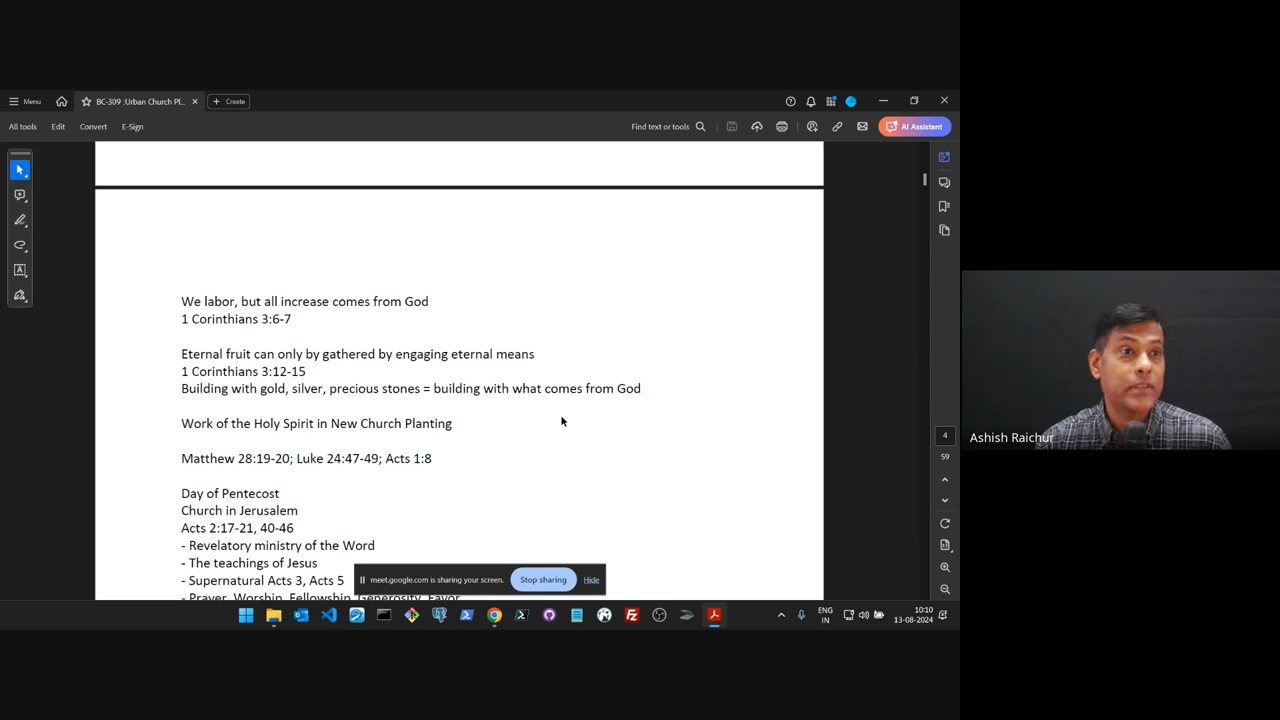 Menu
BC-309 :Urban Church Pl...
Create
All tools
Edit
Convert
E-Sign
Find text or tools
AI Assistant
We labor, but all increase comes from God
1 Corinthians 3:6-7
Eternal fruit can only by gathered by engaging eternal means
1 Corinthians 3:12-15
Building with gold, silver, precious stones = building with what comes from God
Work of the Holy Spirit in New Church Planting
Matthew 28:19-20; Luke 24:47-49; Acts 1:8
Day of Pentecost
Church in Jerusalem
Acts 2:17-21, 40-46
- Revelatory ministry of the Word
- The teachings of Jesus
- Supernatural Acts 3, Acts 5
- Prayer, Worship, Fellowship, Generosity, Favor
meet.google.com is sharing your screen.
Stop sharing
Hide
4
59
Ashish Raichur
ENG
IN
10:10
13-08-2024